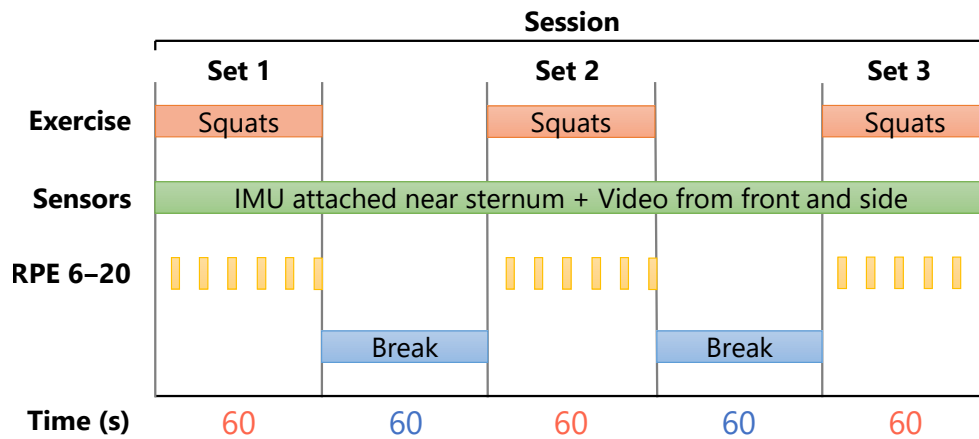 Session
Set 1 Set 2 Set 3
Exercise Squats Squats Squats
Sensors IMU attached near sternum + Video from front and side
RPE 6–20
Break Break
Time (s) 60 60 60 60 60